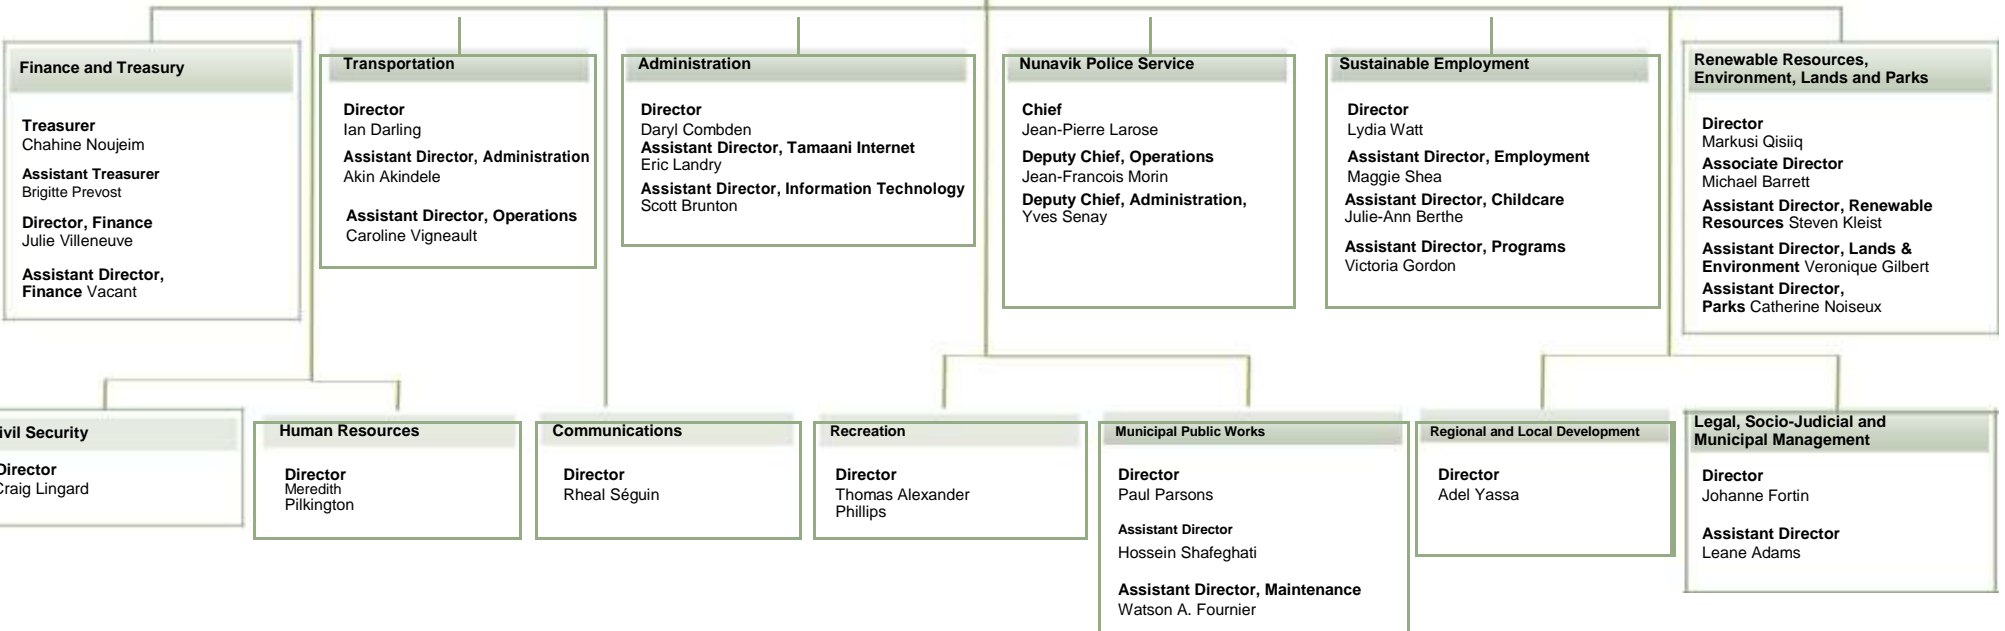 Finance and Treasury
Treasurer
Chahine Noujeim
Assistant Treasurer
Brigitte Prevost
Director, Finance
Julie Villeneuve
Assistant Director,
Finance Vacant
Transportation
Director
Ian Darling
Assistant Director, Administration
Akin Akindele
Assistant Director, Operations
Caroline Vigneault
Administration
Director
Daryl Combden
Assistant Director, Tamaani Internet
Eric Landry
Assistant Director, Information Technology
Scott Brunton
Nunavik Police Service
Chief
Jean-Pierre Larose
Deputy Chief, Operations
Jean-Francois Morin
Deputy Chief, Administration,
Yves Senay
Sustainable Employment
Director
Lydia Watt
Assistant Director, Employment
Maggie Shea
Assistant Director, Childcare
Julie-Ann Berthe
Assistant Director, Programs
Victoria Gordon
Renewable Resources,
Environment, Lands and Parks
Director
Markusi Qisiiq
Associate Director
Michael Barrett
Assistant Director, Renewable
Resources Steven Kleist
Assistant Director, Lands &
Environment Veronique Gilbert
Assistant Director,
Parks Catherine Noiseux
ivil Security
Director
Craig Lingard
Human Resources
Director
Meredith
Pilkington
Communications
Director
Rheal Séguin
Recreation
Director
Thomas Alexander
Phillips
Municipal Public Works
Director
Paul Parsons
Assistant Director
Hossein Shafeghati
Assistant Director, Maintenance
Watson A. Fournier
Regional and Local Development
Director
Adel Yassa
Legal, Socio-Judicial and
Municipal Management
Director
Johanne Fortin
Assistant Director
Leane Adams